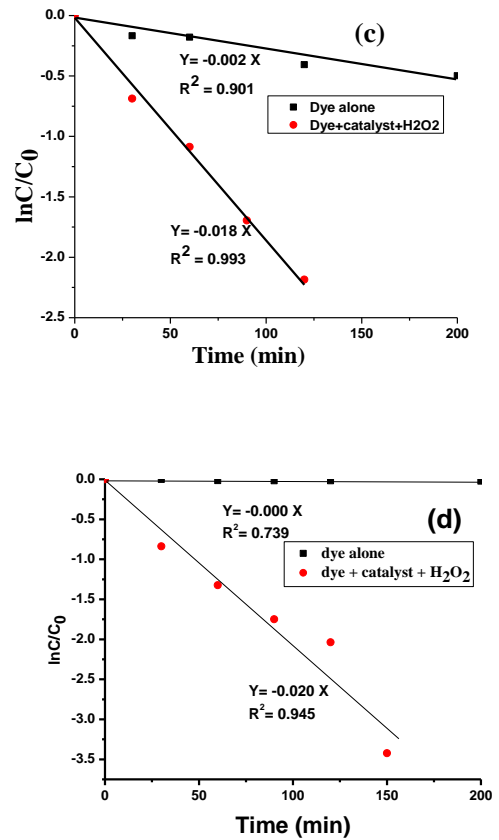 0.0
(c)
Y= -0.002 X
R2 = 0.901
-0.5
Dye alone
Dye+catalyst+H2O2
-1.0
lnC/C0
-1.5
Y= -0.018 X
R2 = 0.993
-2.0
-2.5
0 50 100 150 200
Time (min)
0.0
(d)
Y= -0.000 X
R2= 0.739
-0.5
dye alone
dye + catalyst + H2O2
-1.0
-1.5
lnC/C0
-2.0
-2.5
Y= -0.020 X
R2= 0.945
-3.0
-3.5
0 50 100 150 200
Time (min)